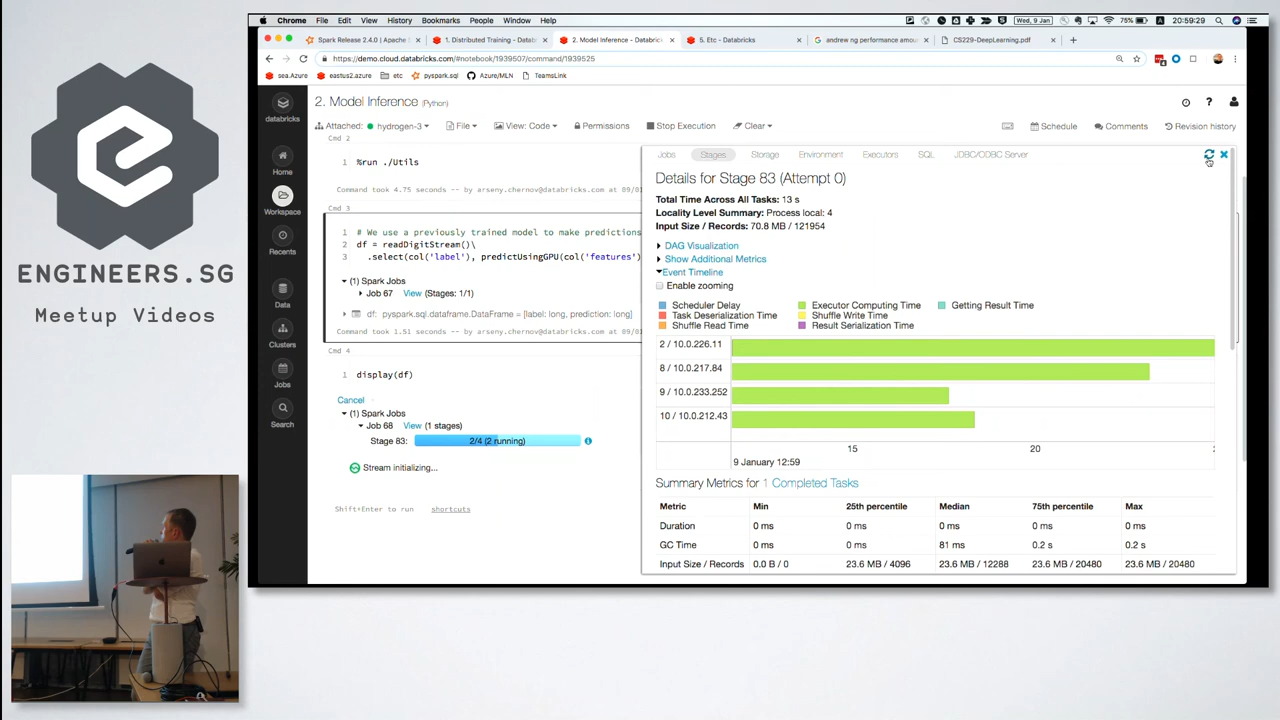 ENGINEERS.SG
Meetup Videos
Chrome File Edit View History Bookmarks People Window Help
75% Wed, 9 Jan 20:59:29
Spark Release 2.4.0 | Apache
1. Distributed Training - Databric
2. Model Inference - Databricks
5. Etc - Databricks
andrew ng performance amou
CS229-DeepLearning.pdf
https://demo.cloud.databricks.com/#notebook/1939507/command/1939525
sea.Azure eastus2.azure etc pyspark.sql Azure/MLN TeamsLink
databricks
Home
Workspace
Recents
Data
Clusters
Jobs
Search
2. Model Inference (Python)
Attached: hydrogen-3 File View: Code Permissions Stop Execution Clear Schedule Comments Revision history
Cmd 2
1 %run ./Utils
Command took 4.75 seconds -- by arseny.chernov@databricks.com at 09/01
Cmd 3
1 # We use a previously trained model to make predictions
2 df = readDigitStream()\
3 .select(col('label'), predictUsingGPU(col('features')
(1) Spark Jobs
Job 67 View (Stages: 1/1)
df: pyspark.sql.dataframe.DataFrame = [label: long, prediction: long]
Command took 1.51 seconds -- by arseny.chernov@databricks.com at 09/01
Cmd 4
1 display(df)
Cancel
(1) Spark Jobs
Job 68 View (1 stages)
Stage 83: 2/4 (2 running)
Stream initializing...
Shift+Enter to run shortcuts
Jobs Stages Storage Environment Executors SQL JDBC/ODBC Server
Details for Stage 83 (Attempt 0)
Total Time Across All Tasks: 13 s
Locality Level Summary: Process local: 4
Input Size / Records: 70.8 MB / 121954
DAG Visualization
Show Additional Metrics
Event Timeline
Enable zooming
Scheduler Delay Executor Computing Time Getting Result Time
Task Deserialization Time Shuffle Write Time
Shuffle Read Time Result Serialization Time
2 / 10.0.226.11
8 / 10.0.217.84
9 / 10.0.233.252
10 / 10.0.212.43
15 20
9 January 12:59
Summary Metrics for 1 Completed Tasks
Metric Min 25th percentile Median 75th percentile Max
Duration 0 ms 0 ms 0 ms 0 ms 0 ms
GC Time 0 ms 0 ms 81 ms 0.2 s 0.2 s
Input Size / Records 0.0 B / 0 23.6 MB / 4096 23.6 MB / 12288 23.6 MB / 20480 23.6 MB / 20480